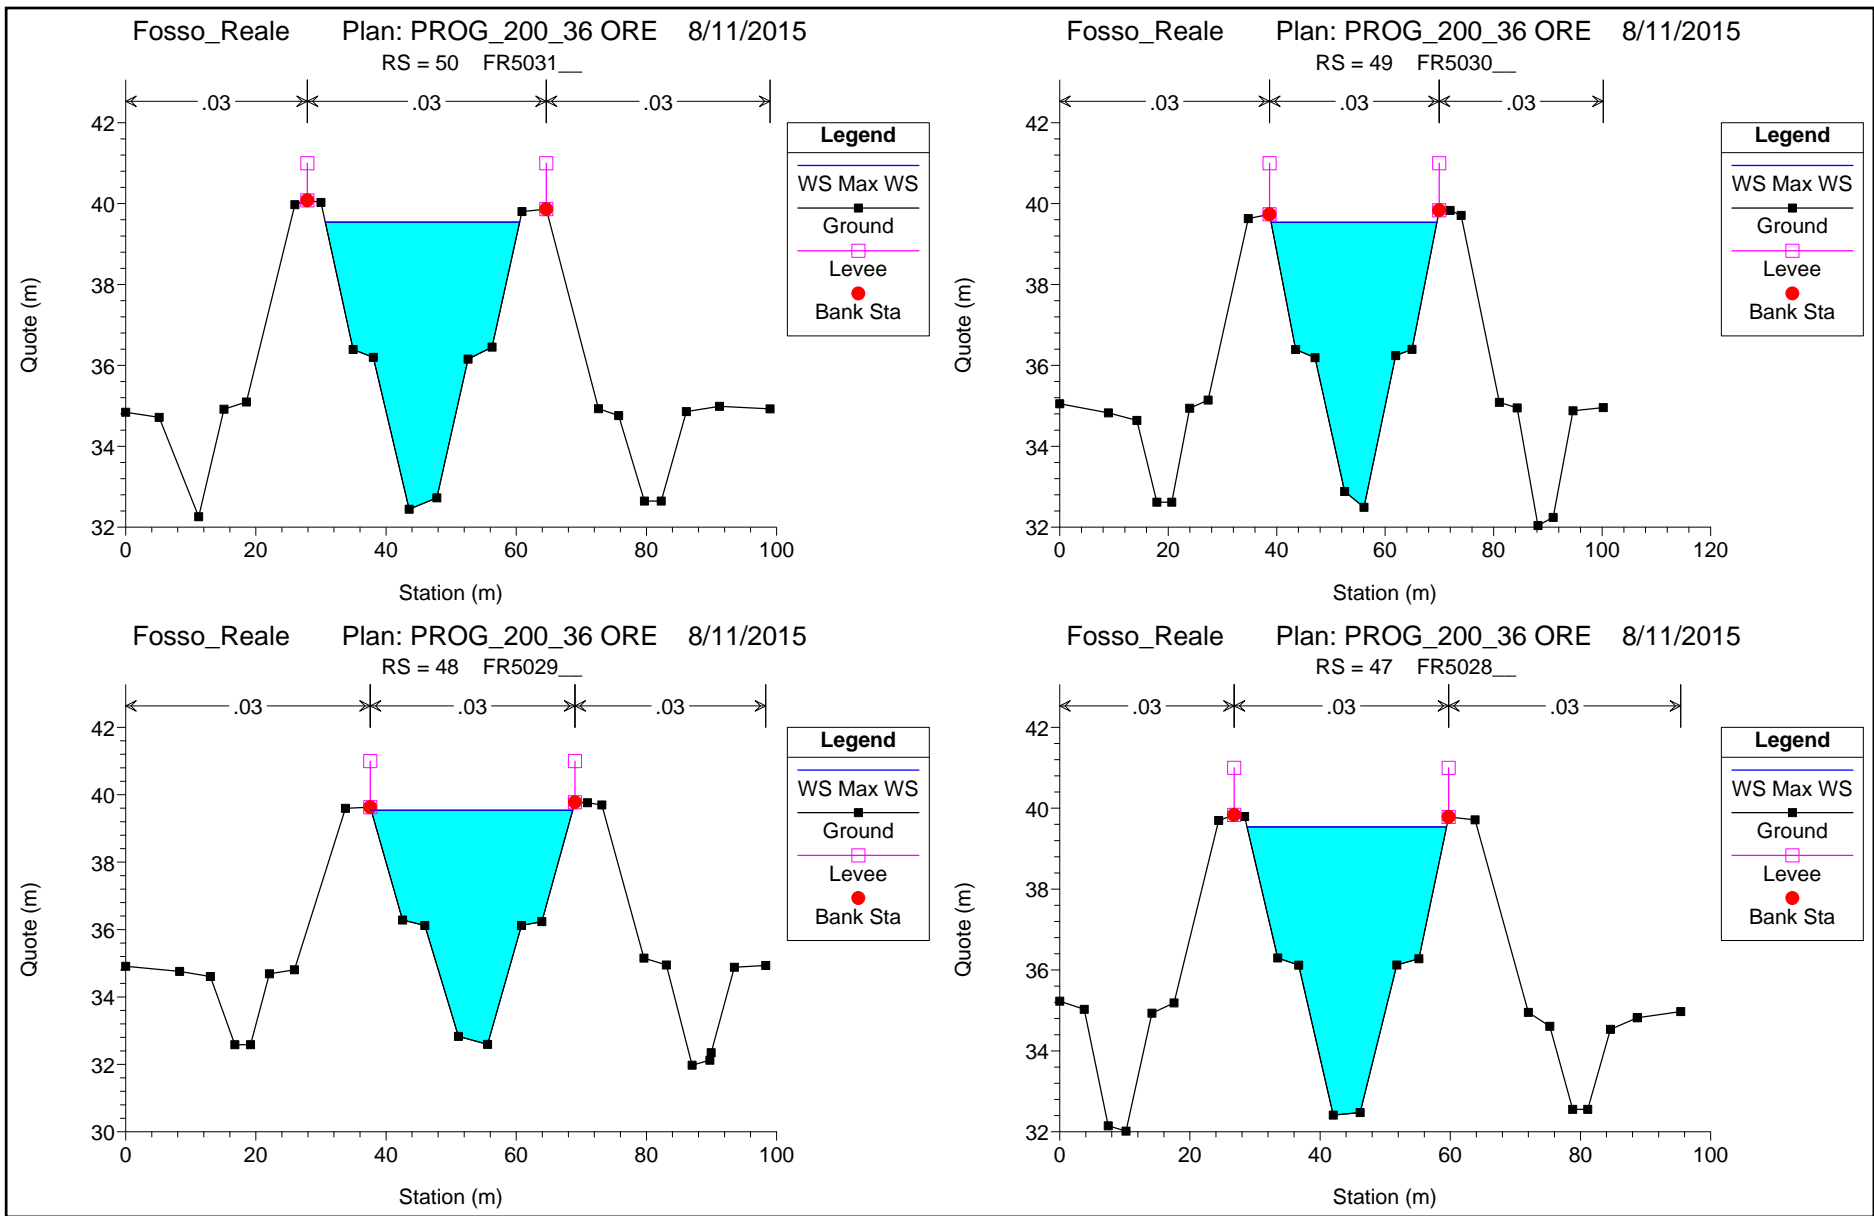 Fosso_Reale Plan: PROG_200_36 ORE 8/11/2015
RS = 50 FR5031__
.03 .03 .03
42
40
38
36
34
32
0 20 40 60 80 100
Quote (m)
Station (m)
Legend
WS Max WS
Ground
Levee
Bank Sta
Fosso_Reale Plan: PROG_200_36 ORE 8/11/2015
RS = 49 FR5030__
.03 .03 .03
42
40
38
36
34
32
0 20 40 60 80 100 120
Quote (m)
Station (m)
Legend
WS Max WS
Ground
Levee
Bank Sta
Fosso_Reale Plan: PROG_200_36 ORE 8/11/2015
RS = 48 FR5029__
.03 .03 .03
42
40
38
36
34
32
30
0 20 40 60 80 100
Quote (m)
Station (m)
Legend
WS Max WS
Ground
Levee
Bank Sta
Fosso_Reale Plan: PROG_200_36 ORE 8/11/2015
RS = 47 FR5028__
.03 .03 .03
42
40
38
36
34
32
0 20 40 60 80 100
Quote (m)
Station (m)
Legend
WS Max WS
Ground
Levee
Bank Sta